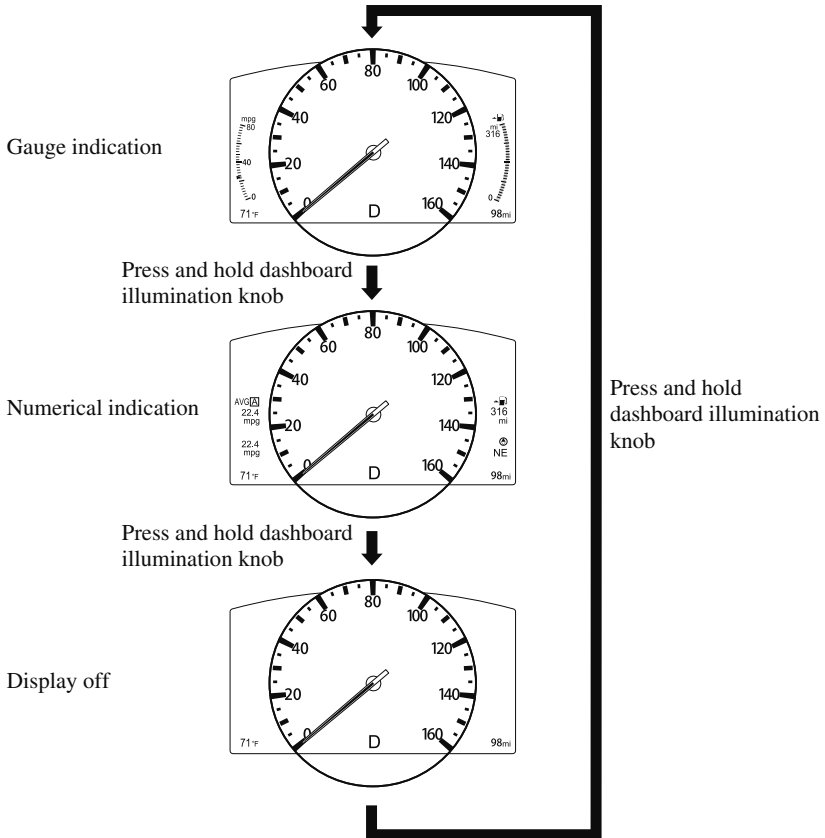 80
60
100
40
120
mpg
80
mi
316
20
140
40
0
0
0
160
71°F
D
98mi
Gauge indication
Press and hold dashboard
illumination knob
80
60
100
40
120
AVG A
22.4
mpg
20
140
316
mi
22.4
mpg
NE
0
160
71°F
D
98mi
Numerical indication
Press and hold
dashboard illumination
knob
Press and hold dashboard
illumination knob
80
60
100
40
120
20
140
0
160
71°F
D
98mi
Display off